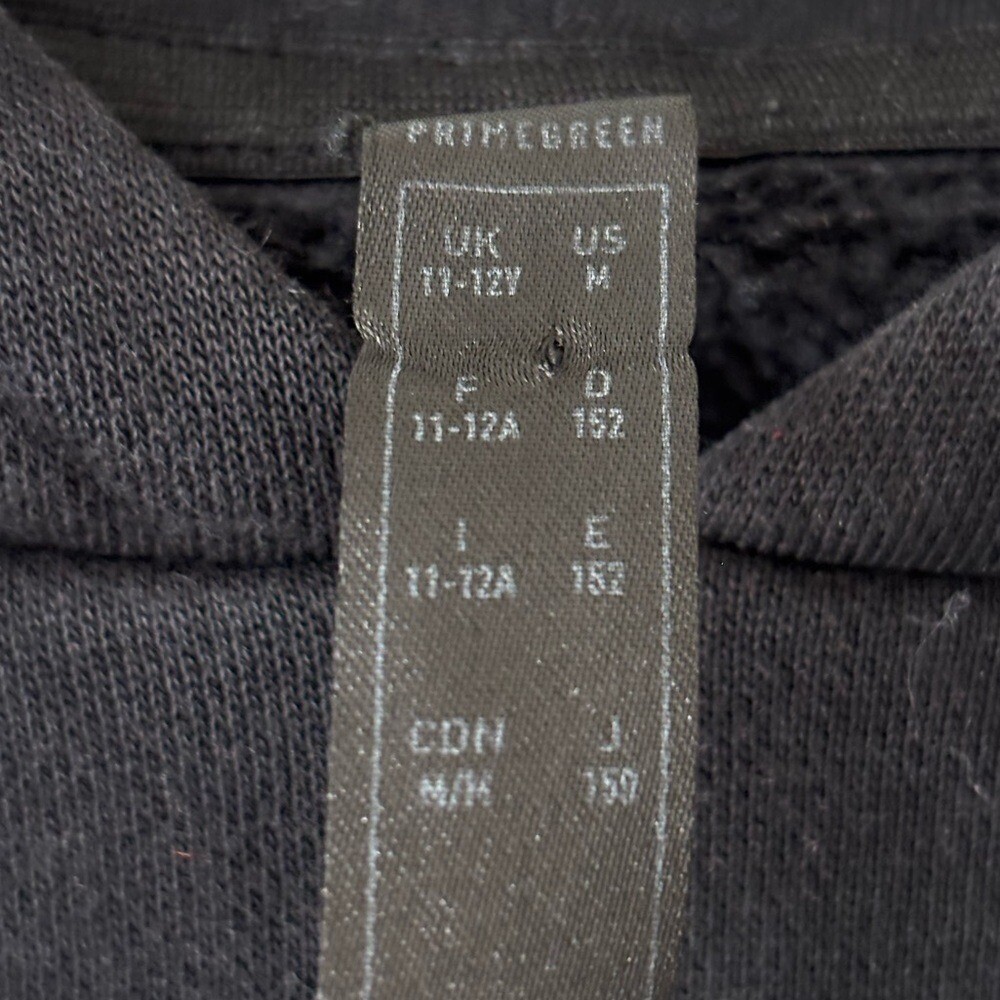 PRIMEGREEN
UK US
11-12Y M
F D
11-12A 152
I E
11-12A 152
CDN J
M/M 150